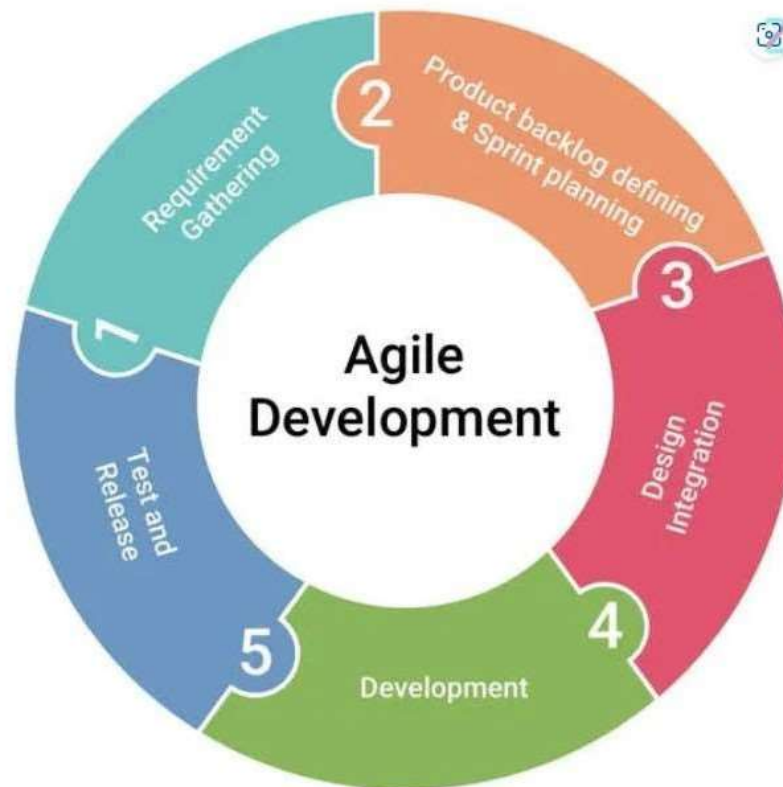 Agile
Development
1
Requirement
Gathering
2
Product backlog defining
& Sprint planning
3
Design
Integration
4
Development
5
Test and
Release